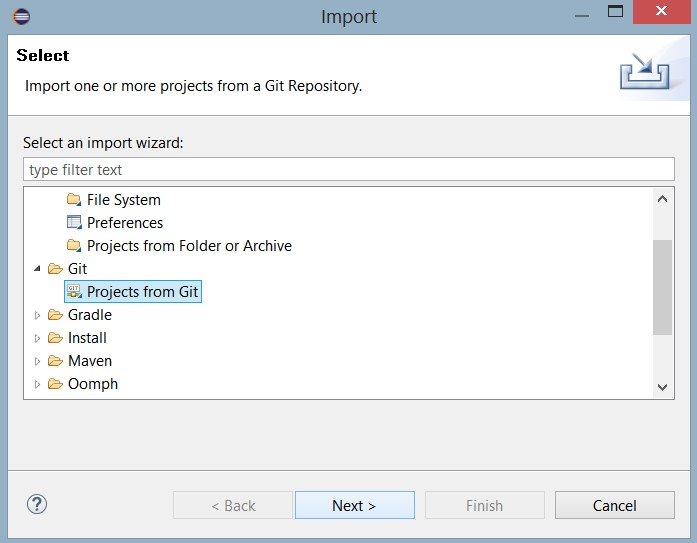 Import
Select
Import one or more projects from a Git Repository.
Select an import wizard:
type filter text
File System
Preferences
Projects from Folder or Archive
Git
GIT Projects from Git
Gradle
Install
Maven
Oomph
? < Back Next > Finish Cancel